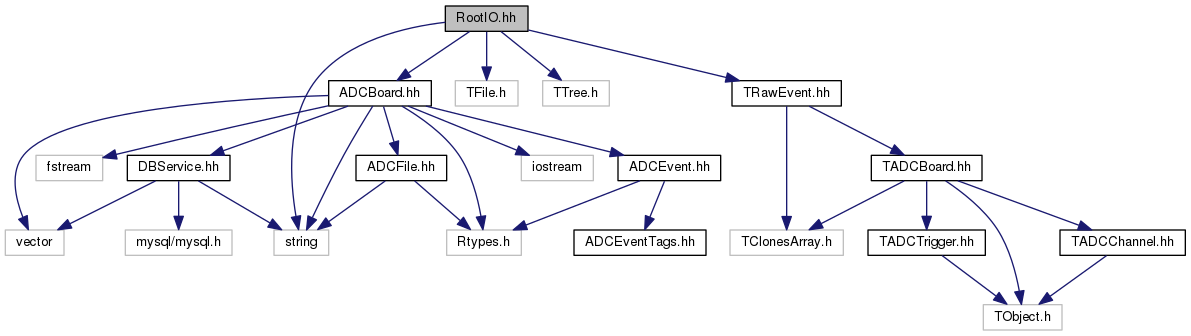 RootIO.hh
ADCBoard.hh
TFile.h
TTree.h
TRawEvent.hh
fstream
DBService.hh
ADCFile.hh
iostream
ADCEvent.hh
TADCBoard.hh
vector
mysql/mysql.h
string
Rtypes.h
ADCEventTags.hh
TClonesArray.h
TADCTrigger.hh
TADCChannel.hh
TObject.h